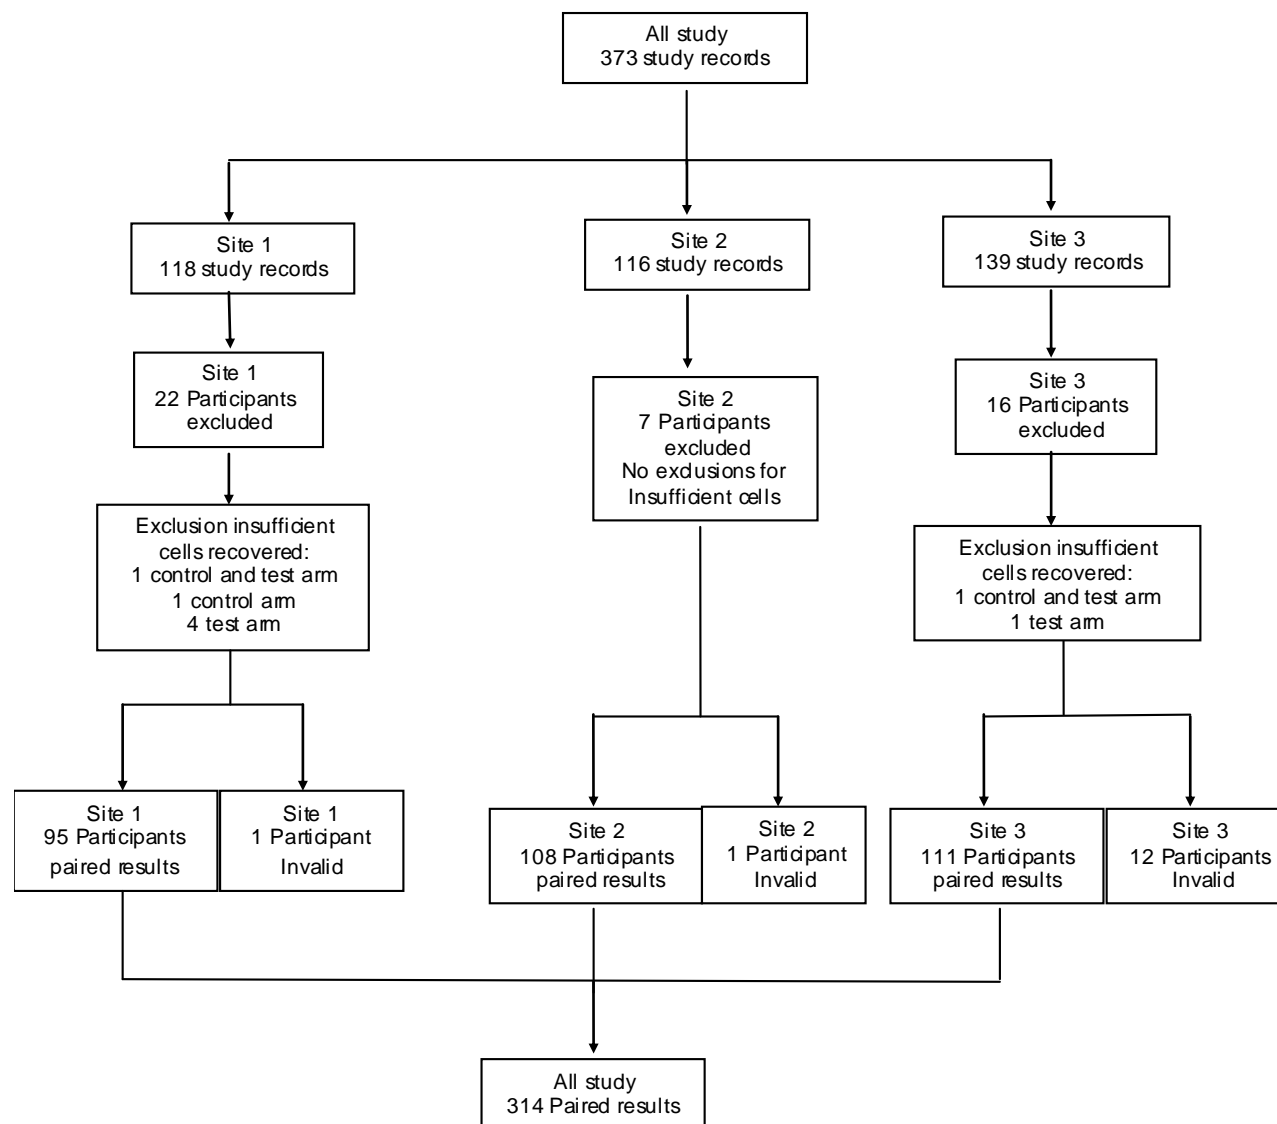 All study
373 study records
Site 1
118 study records
Site 2
116 study records
Site 3
139 study records
Site 1
22 Participants
excluded
Site 2
7 Participants
excluded
No exclusions for
Insufficient cells
Site 3
16 Participants
excluded
Exclusion insufficient
cells recovered:
1 control and test arm
1 control arm
4 test arm
Exclusion insufficient
cells recovered:
1 control and test arm
1 test arm
Site 1
95 Participants
paired results
Site 1
1 Participant
Invalid
Site 2
108 Participants
paired results
Site 2
1 Participant
Invalid
Site 3
111 Participants
paired results
Site 3
12 Participants
Invalid
All study
314 Paired results